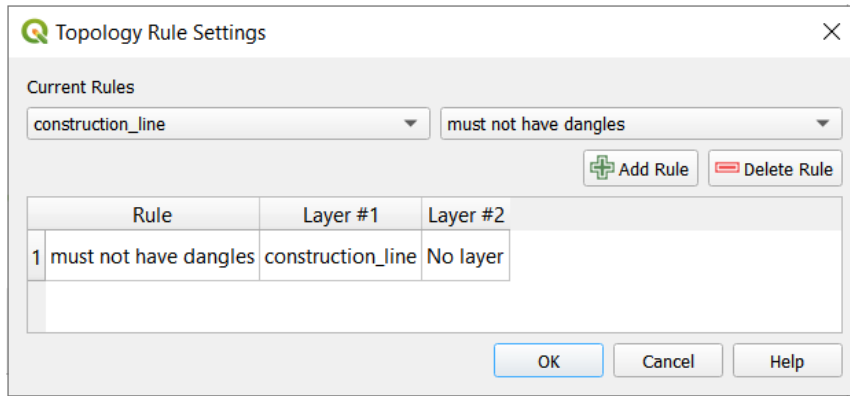 Topology Rule Settings
Current Rules
construction_line must not have dangles
Add Rule Delete Rule
Rule Layer #1 Layer #2
1 must not have dangles construction_line No layer
OK Cancel Help